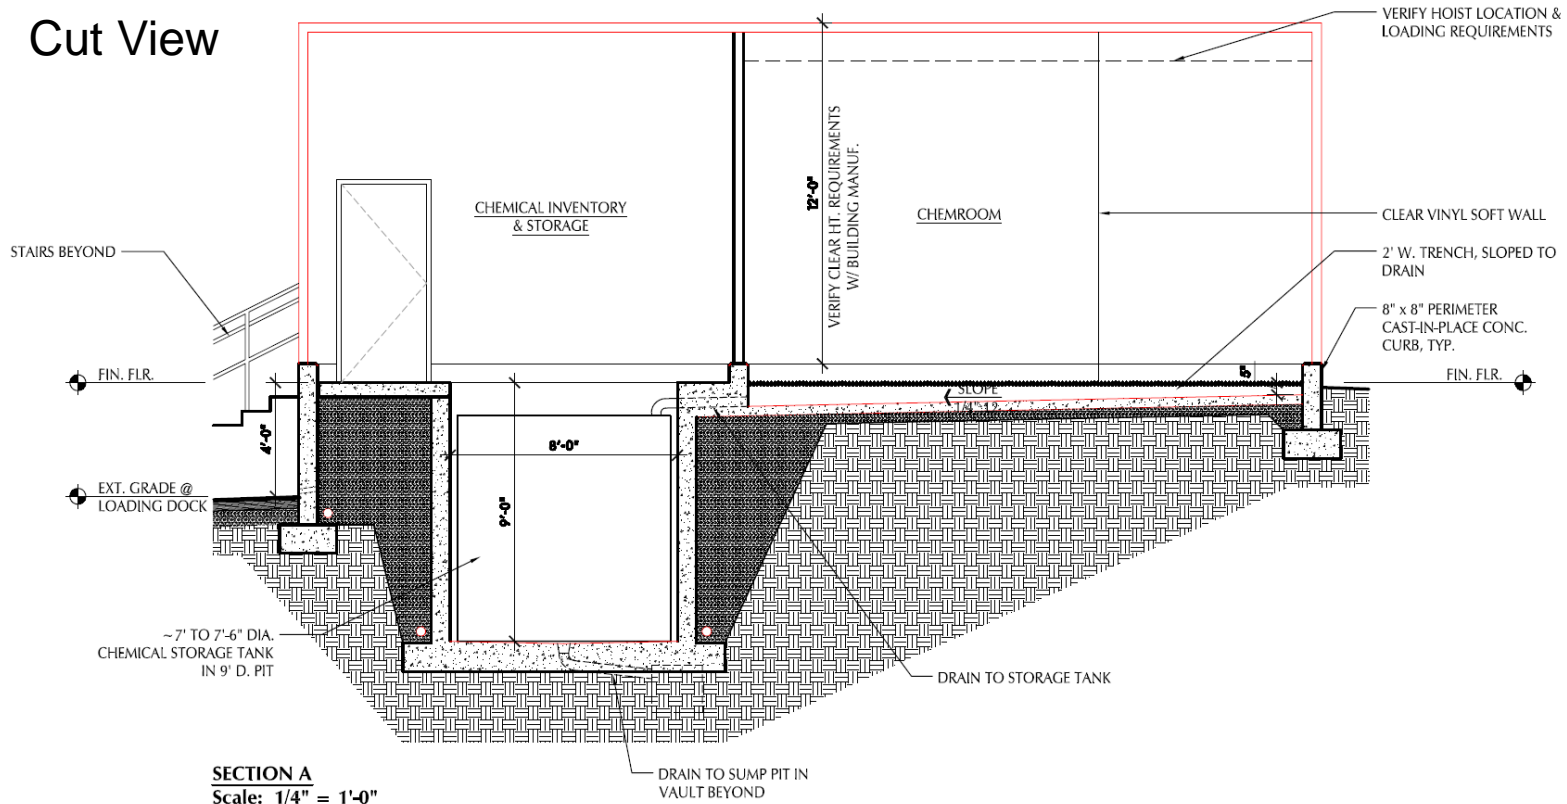 Cut View
VERIFY HOIST LOCATION &
LOADING REQUIREMENTS
12'-0"
VERIFY CLEAR HT. REQUIREMENTS
W/ BUILDING MANUF.
CHEMICAL INVENTORY
& STORAGE
CHEMROOM
CLEAR VINYL SOFT WALL
STAIRS BEYOND
2' W. TRENCH, SLOPED TO
DRAIN
8" x 8" PERIMETER
CAST-IN-PLACE CONC.
CURB, TYP.
FIN. FLR.
5"
FIN. FLR.
SLOPE
4'-0"
8'-0"
EXT. GRADE @
LOADING DOCK
9'-0"
~7' TO 7'-6" DIA.
CHEMICAL STORAGE TANK
IN 9' D. PIT
DRAIN TO STORAGE TANK
DRAIN TO SUMP PIT IN
VAULT BEYOND
SECTION A
Scale: 1/4" = 1'-0"